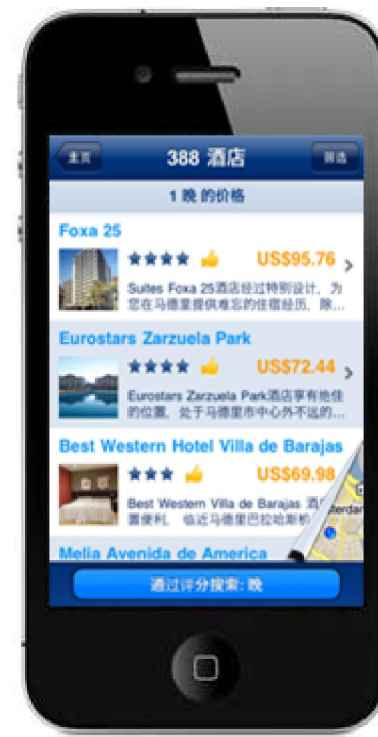 主页
388 酒店
筛选
1 晚 的价格
Foxa 25
US$95.76
Suites Foxa 25酒店经过特别设计，为
您在马德里提供难忘的住宿经历，除...
Eurostars Zarzuela Park
US$72.44
Eurostars Zarzuela Park酒店享有绝佳
的位置，处于马德里市中心外不远的...
Best Western Hotel Villa de Barajas
US$69.98
Best Western Villa de Barajas 酒
置便利，临近马德里巴拉哈斯机
Melia Avenida de America
通过评分搜索: 晚